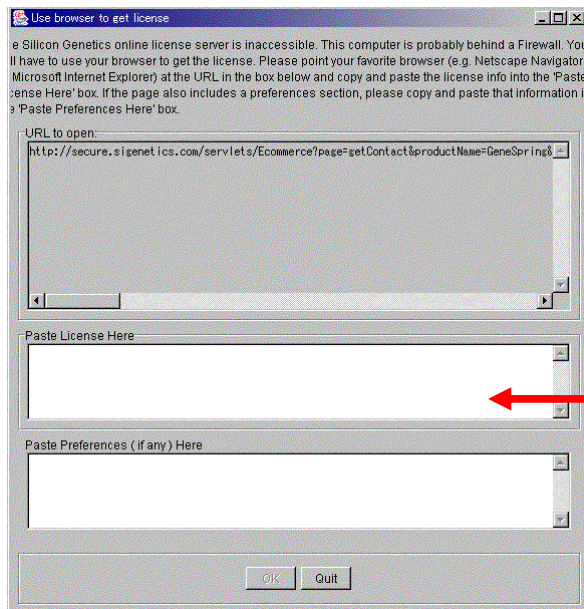 Use browser to get license
e Silicon Genetics online license server is inaccessible. This computer is probably behind a Firewall. You
ll have to use your browser to get the license. Please point your favorite browser (e.g. Netscape Navigator
Microsoft Internet Explorer) at the URL in the box below and copy and paste the license info into the 'Paste
ense Here' box. If the page also includes a preferences section, please copy and paste that information i
e 'Paste Preferences Here' box.
URL to open:
http://secure.sigenetics.com/servlets/Ecommerce?page=getContact&productName=GeneSpring&
Paste License Here
Paste Preferences ( if any ) Here
OK Quit